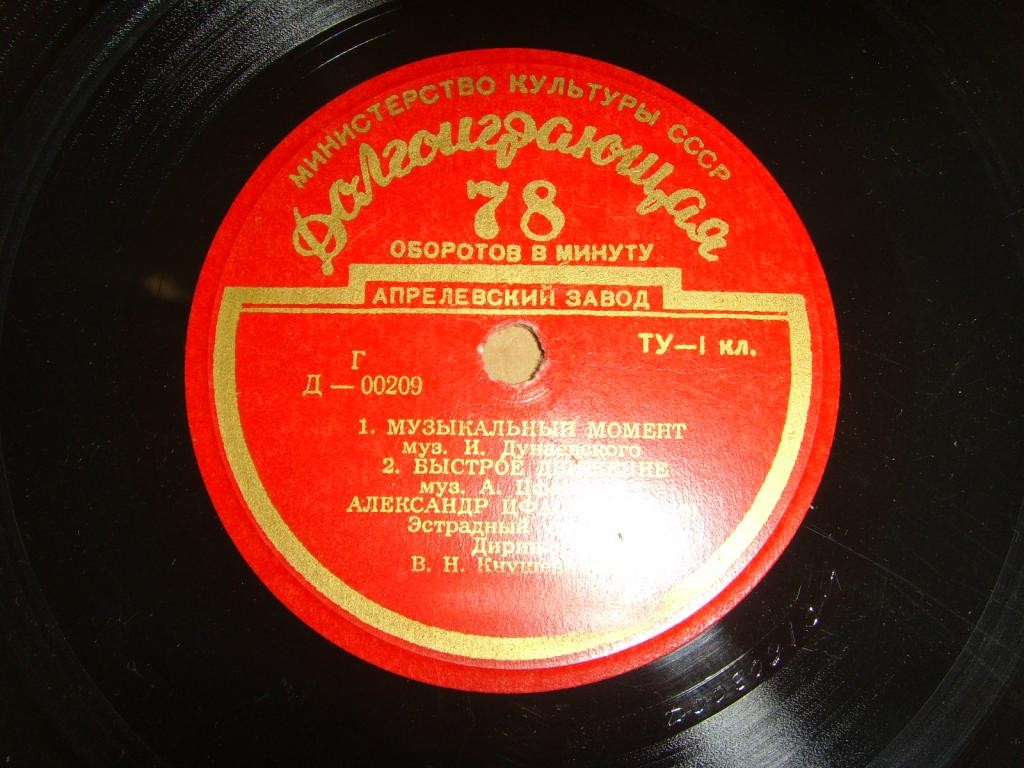 МИНИСТЕРСТВО КУЛЬТУРЫ СССР
Долгоиграющая
78
ОБОРОТОВ В МИНУТУ
АПРЕЛЕВСКИЙ ЗАВОД
ТУ—I кл.
Г
Д — 00209
1. МУЗЫКАЛЬНЫЙ МОМЕНТ
муз. И. Дунаевского
2. БЫСТРОЕ ДВИЖЕНИЕ
муз. А.
АЛЕКСАНДР
Эстрадный
В. Н.